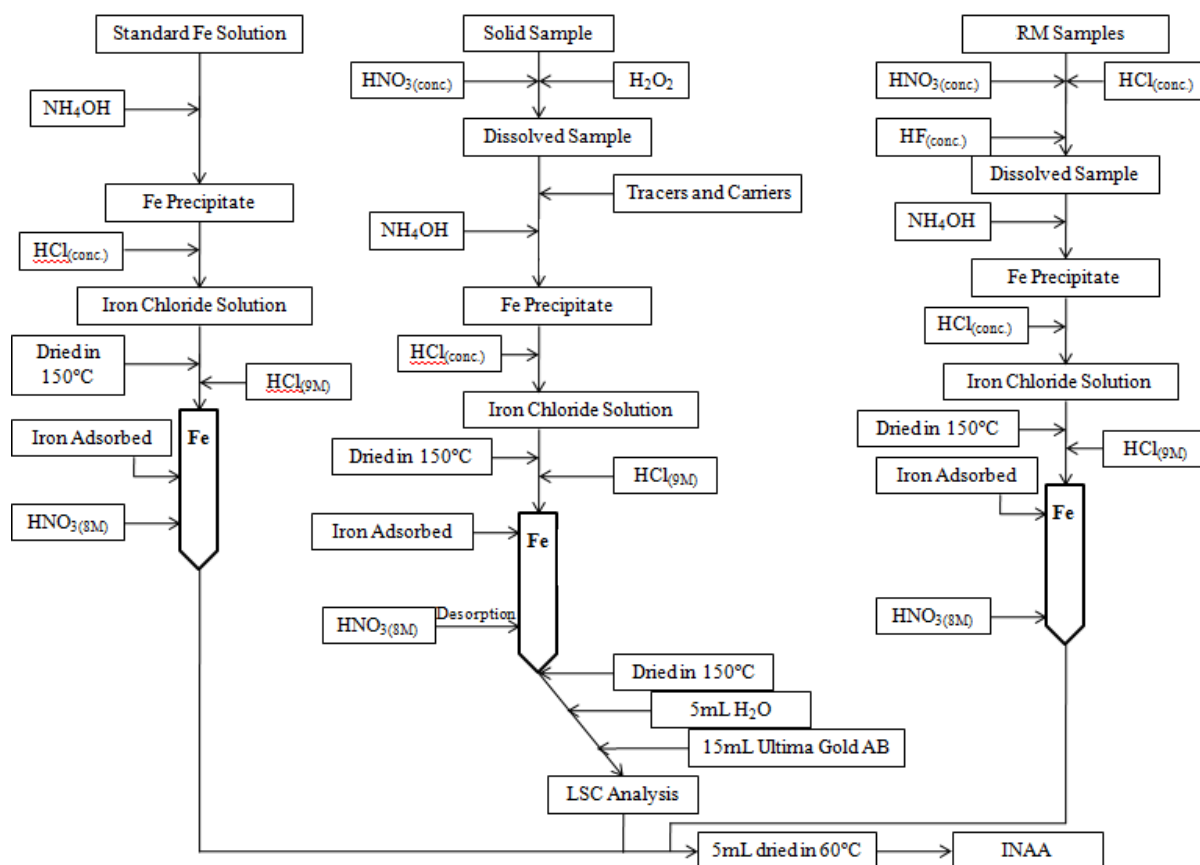 Standard Fe Solution
NH₄OH
Fe Precipitate
HCl(conc.)
Iron Chloride Solution
Dried in
150°C
HCl(9M)
Fe
Iron Adsorbed
HNO₃(8M)
Solid Sample
HNO₃(conc.)
H₂O₂
Dissolved Sample
Tracers and Carriers
NH₄OH
Fe Precipitate
HCl(conc.)
Iron Chloride Solution
Dried in 150°C
HCl(9M)
Iron Adsorbed
Fe
HNO₃(8M)
Desorption
Dried in 150°C
5mL H₂O
15mL Ultima Gold AB
LSC Analysis
RM Samples
HNO₃(conc.)
HCl(conc.)
HF(conc.)
Dissolved Sample
NH₄OH
Fe Precipitate
HCl(conc.)
Iron Chloride Solution
Dried in 150°C
HCl(9M)
Iron Adsorbed
Fe
HNO₃(8M)
5mL dried in 60°C
INAA